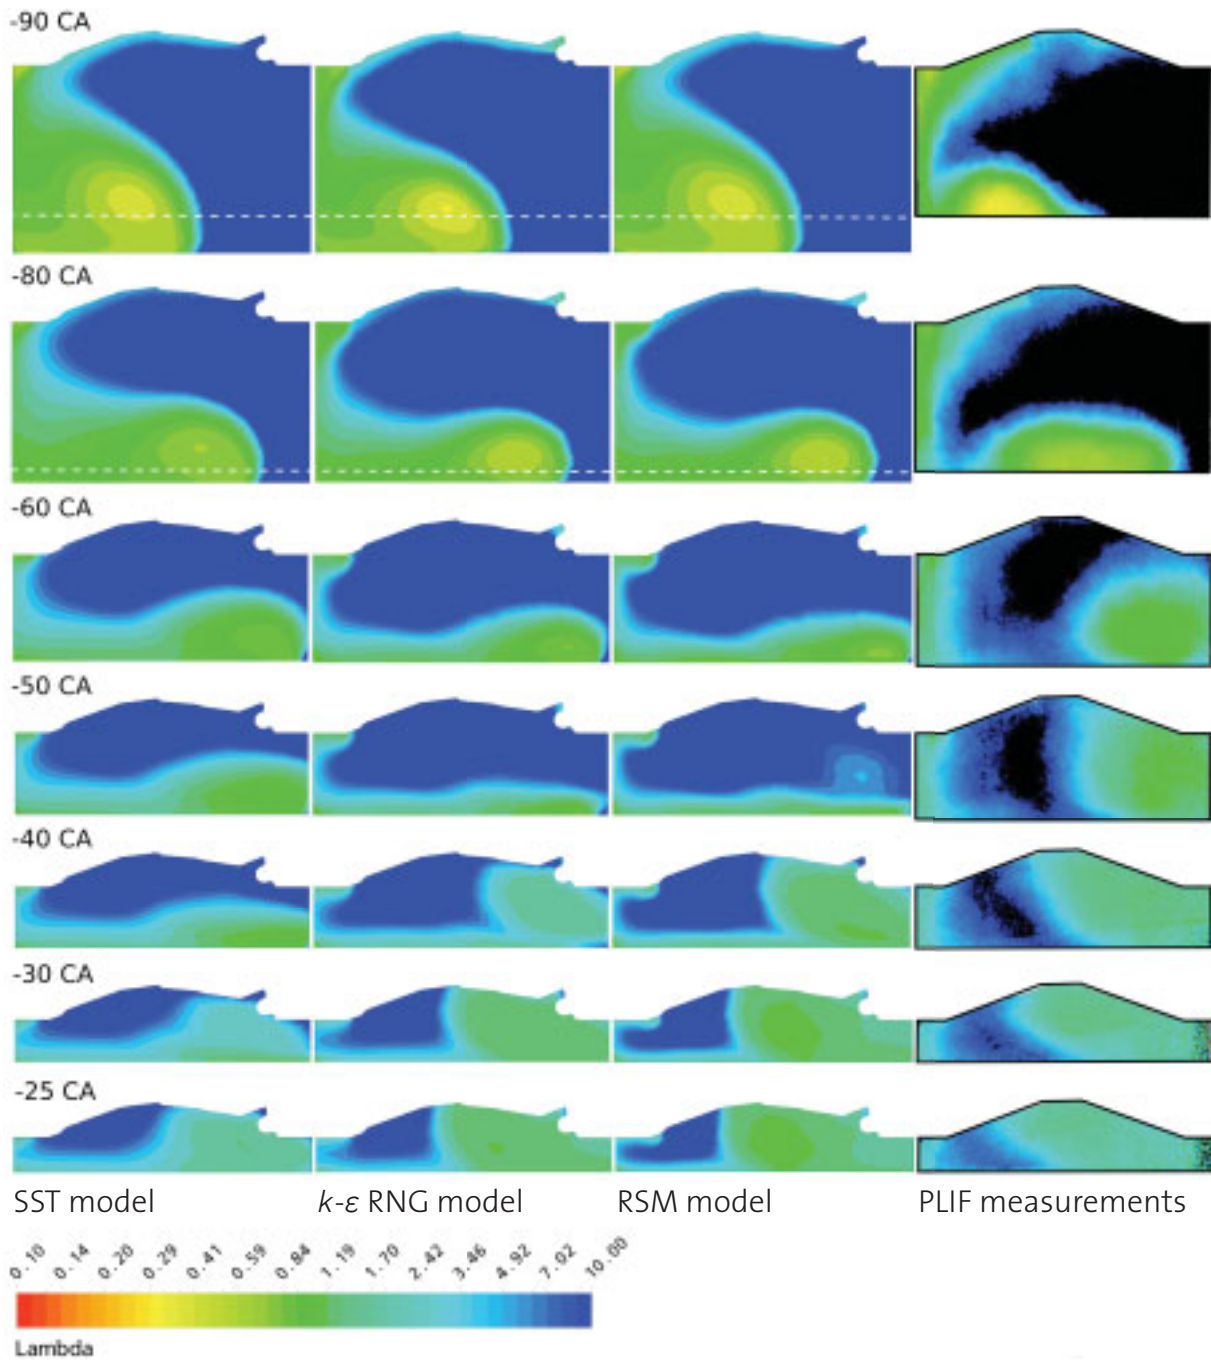 -90 CA
-80 CA
-60 CA
-50 CA
-40 CA
-30 CA
-25 CA
SST model k-ε RNG model RSM model PLIF measurements
0.10 0.14 0.20 0.29 0.41 0.59 0.84 1.19 1.70 2.42 3.46 4.92 7.02 10.00
Lambda